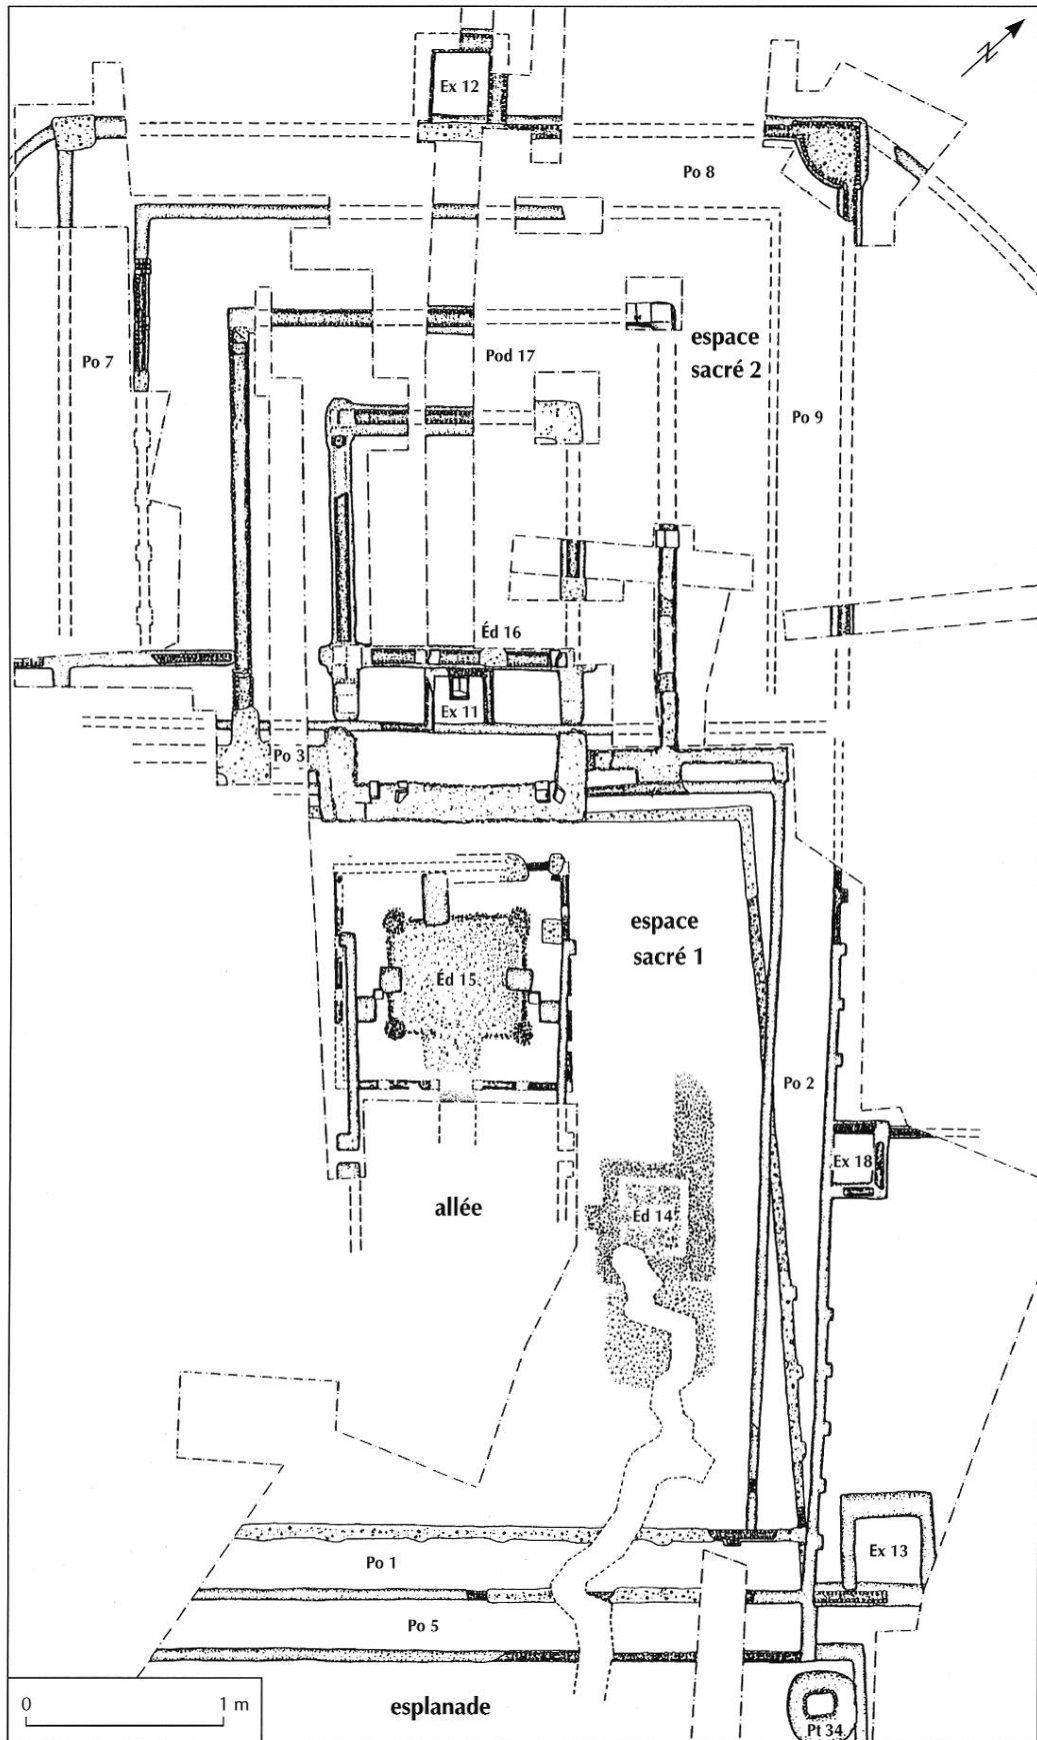 N
Ex 12
Po 8
espace
sacré 2
Po 7
Pod 17
Po 9
Éd 16
Ex 11
Po 3
espace
sacré 1
Éd 15
Po 2
Ex 18
allée
Éd 14
Ex 13
Po 1
Po 5
0 1 m
esplanade
Pt 34